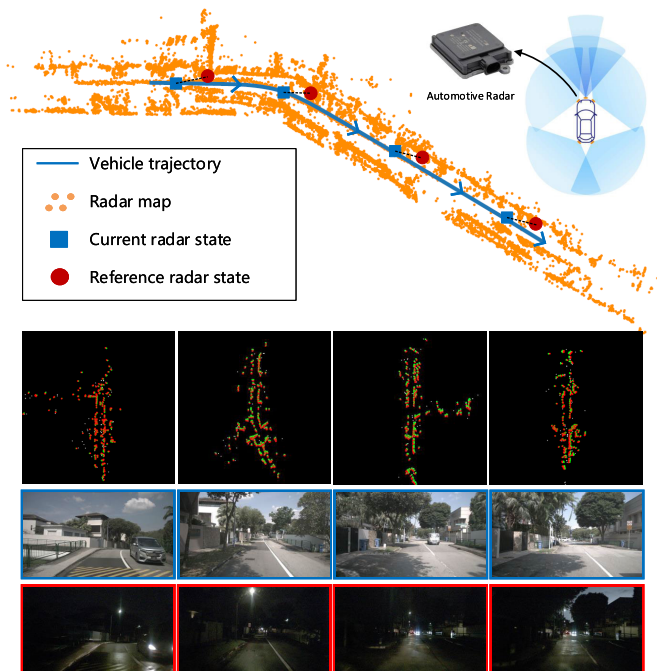 Automotive Radar
Vehicle trajectory
Radar map
Current radar state
Reference radar state